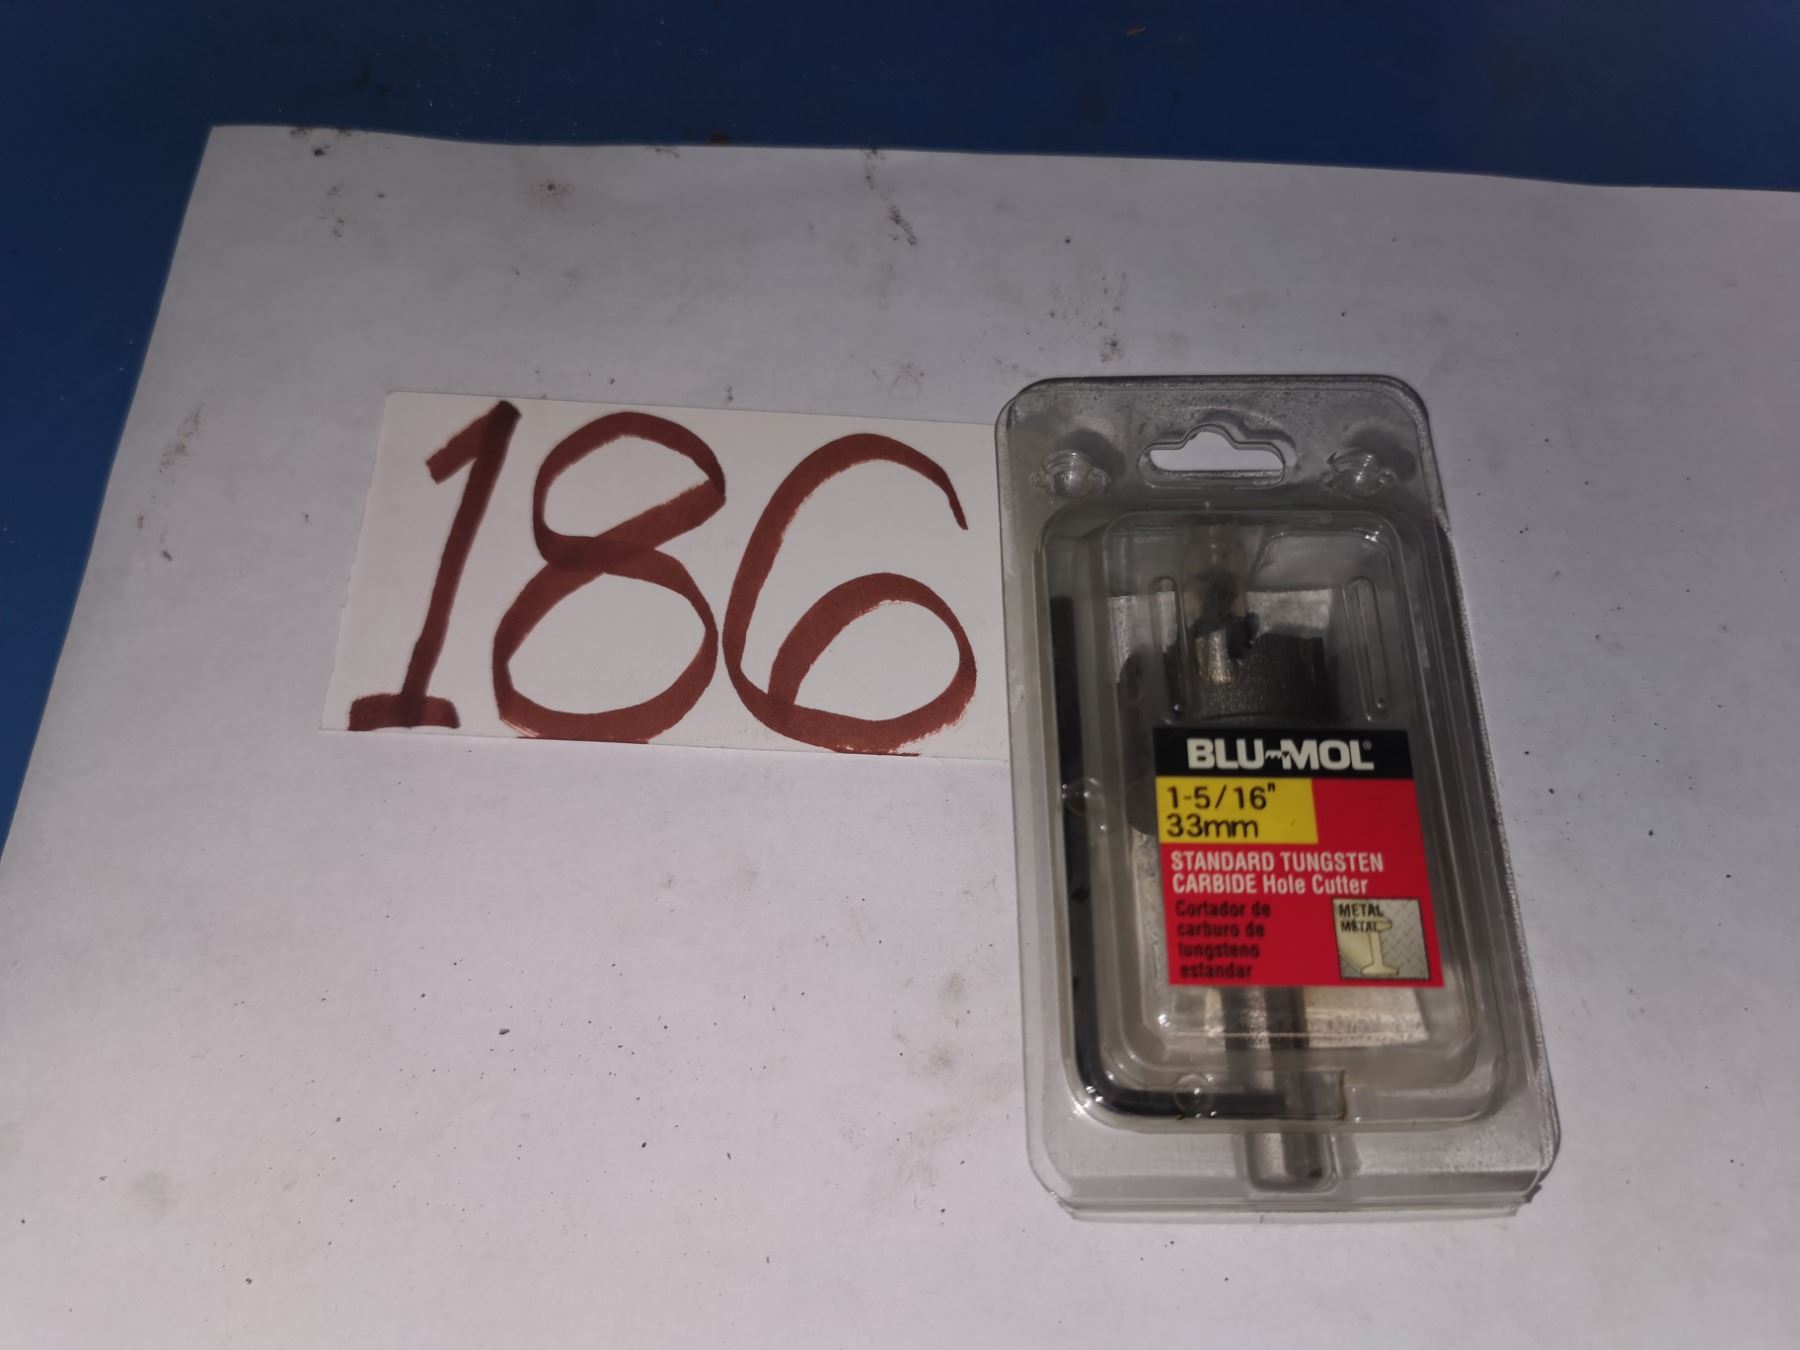 186
BLU-MOL®
1-5/16"
33mm
STANDARD TUNGSTEN
CARBIDE Hole Cutter
Cortador de
carburo de
tungsteno
estandar
METAL
METAL